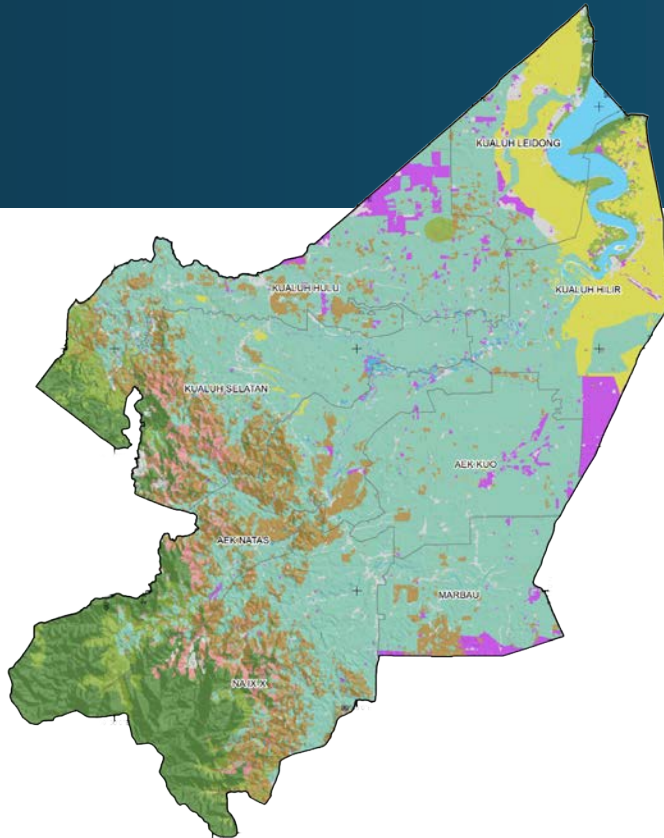 KUALUH LEIDONG
KUALUH HILIR
KUALUH HULU
KUALUH SELATAN
AEK KUO
AEK NATAS
MARBAU
NA IX X